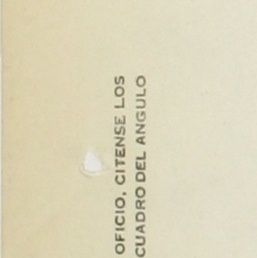 OFICIO, CITENSE LOS
CUADRO DEL ANGULO